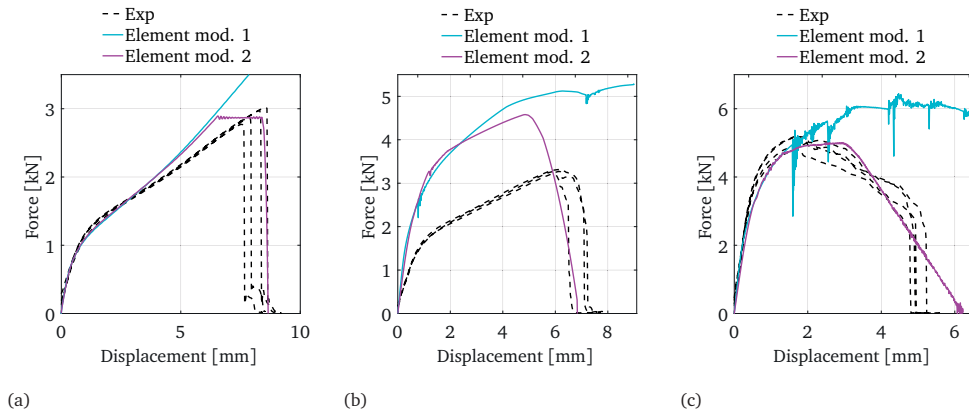 Exp
Element mod. 1
Element mod. 2
3
2
1
0
0 5 10
Force [kN]
Displacement [mm]
(a)
Exp
Element mod. 1
Element mod. 2
5
4
3
2
1
0
0 2 4 6 8
Force [kN]
Displacement [mm]
(b)
Exp
Element mod. 1
Element mod. 2
6
4
2
0
0 2 4 6
Force [kN]
Displacement [mm]
(c)